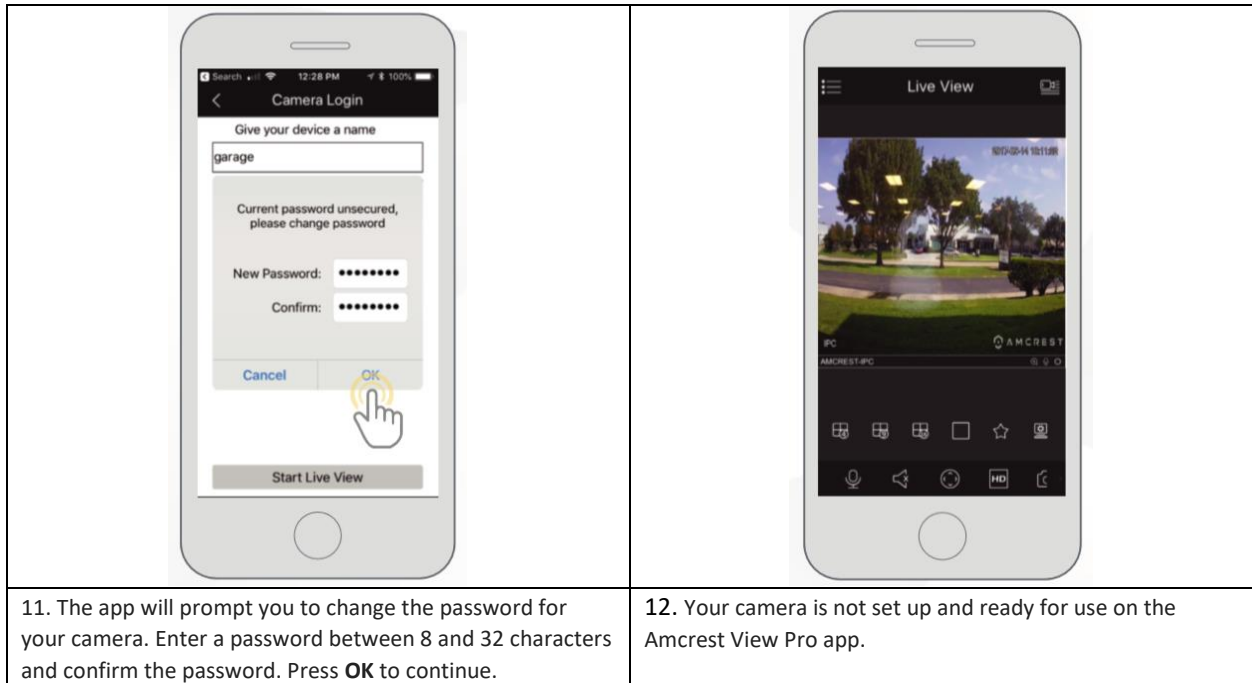 Search 12:28 PM 100%
Camera Login
Give your device a name
garage
Current password unsecured,
please change password
New Password: ••••••••
Confirm: ••••••••
Cancel OK
Start Live View
11. The app will prompt you to change the password for
your camera. Enter a password between 8 and 32 characters
and confirm the password. Press OK to continue.
Live View
IPC
AMCREST
AMCREST-IPC
HD
12. Your camera is not set up and ready for use on the
Amcrest View Pro app.